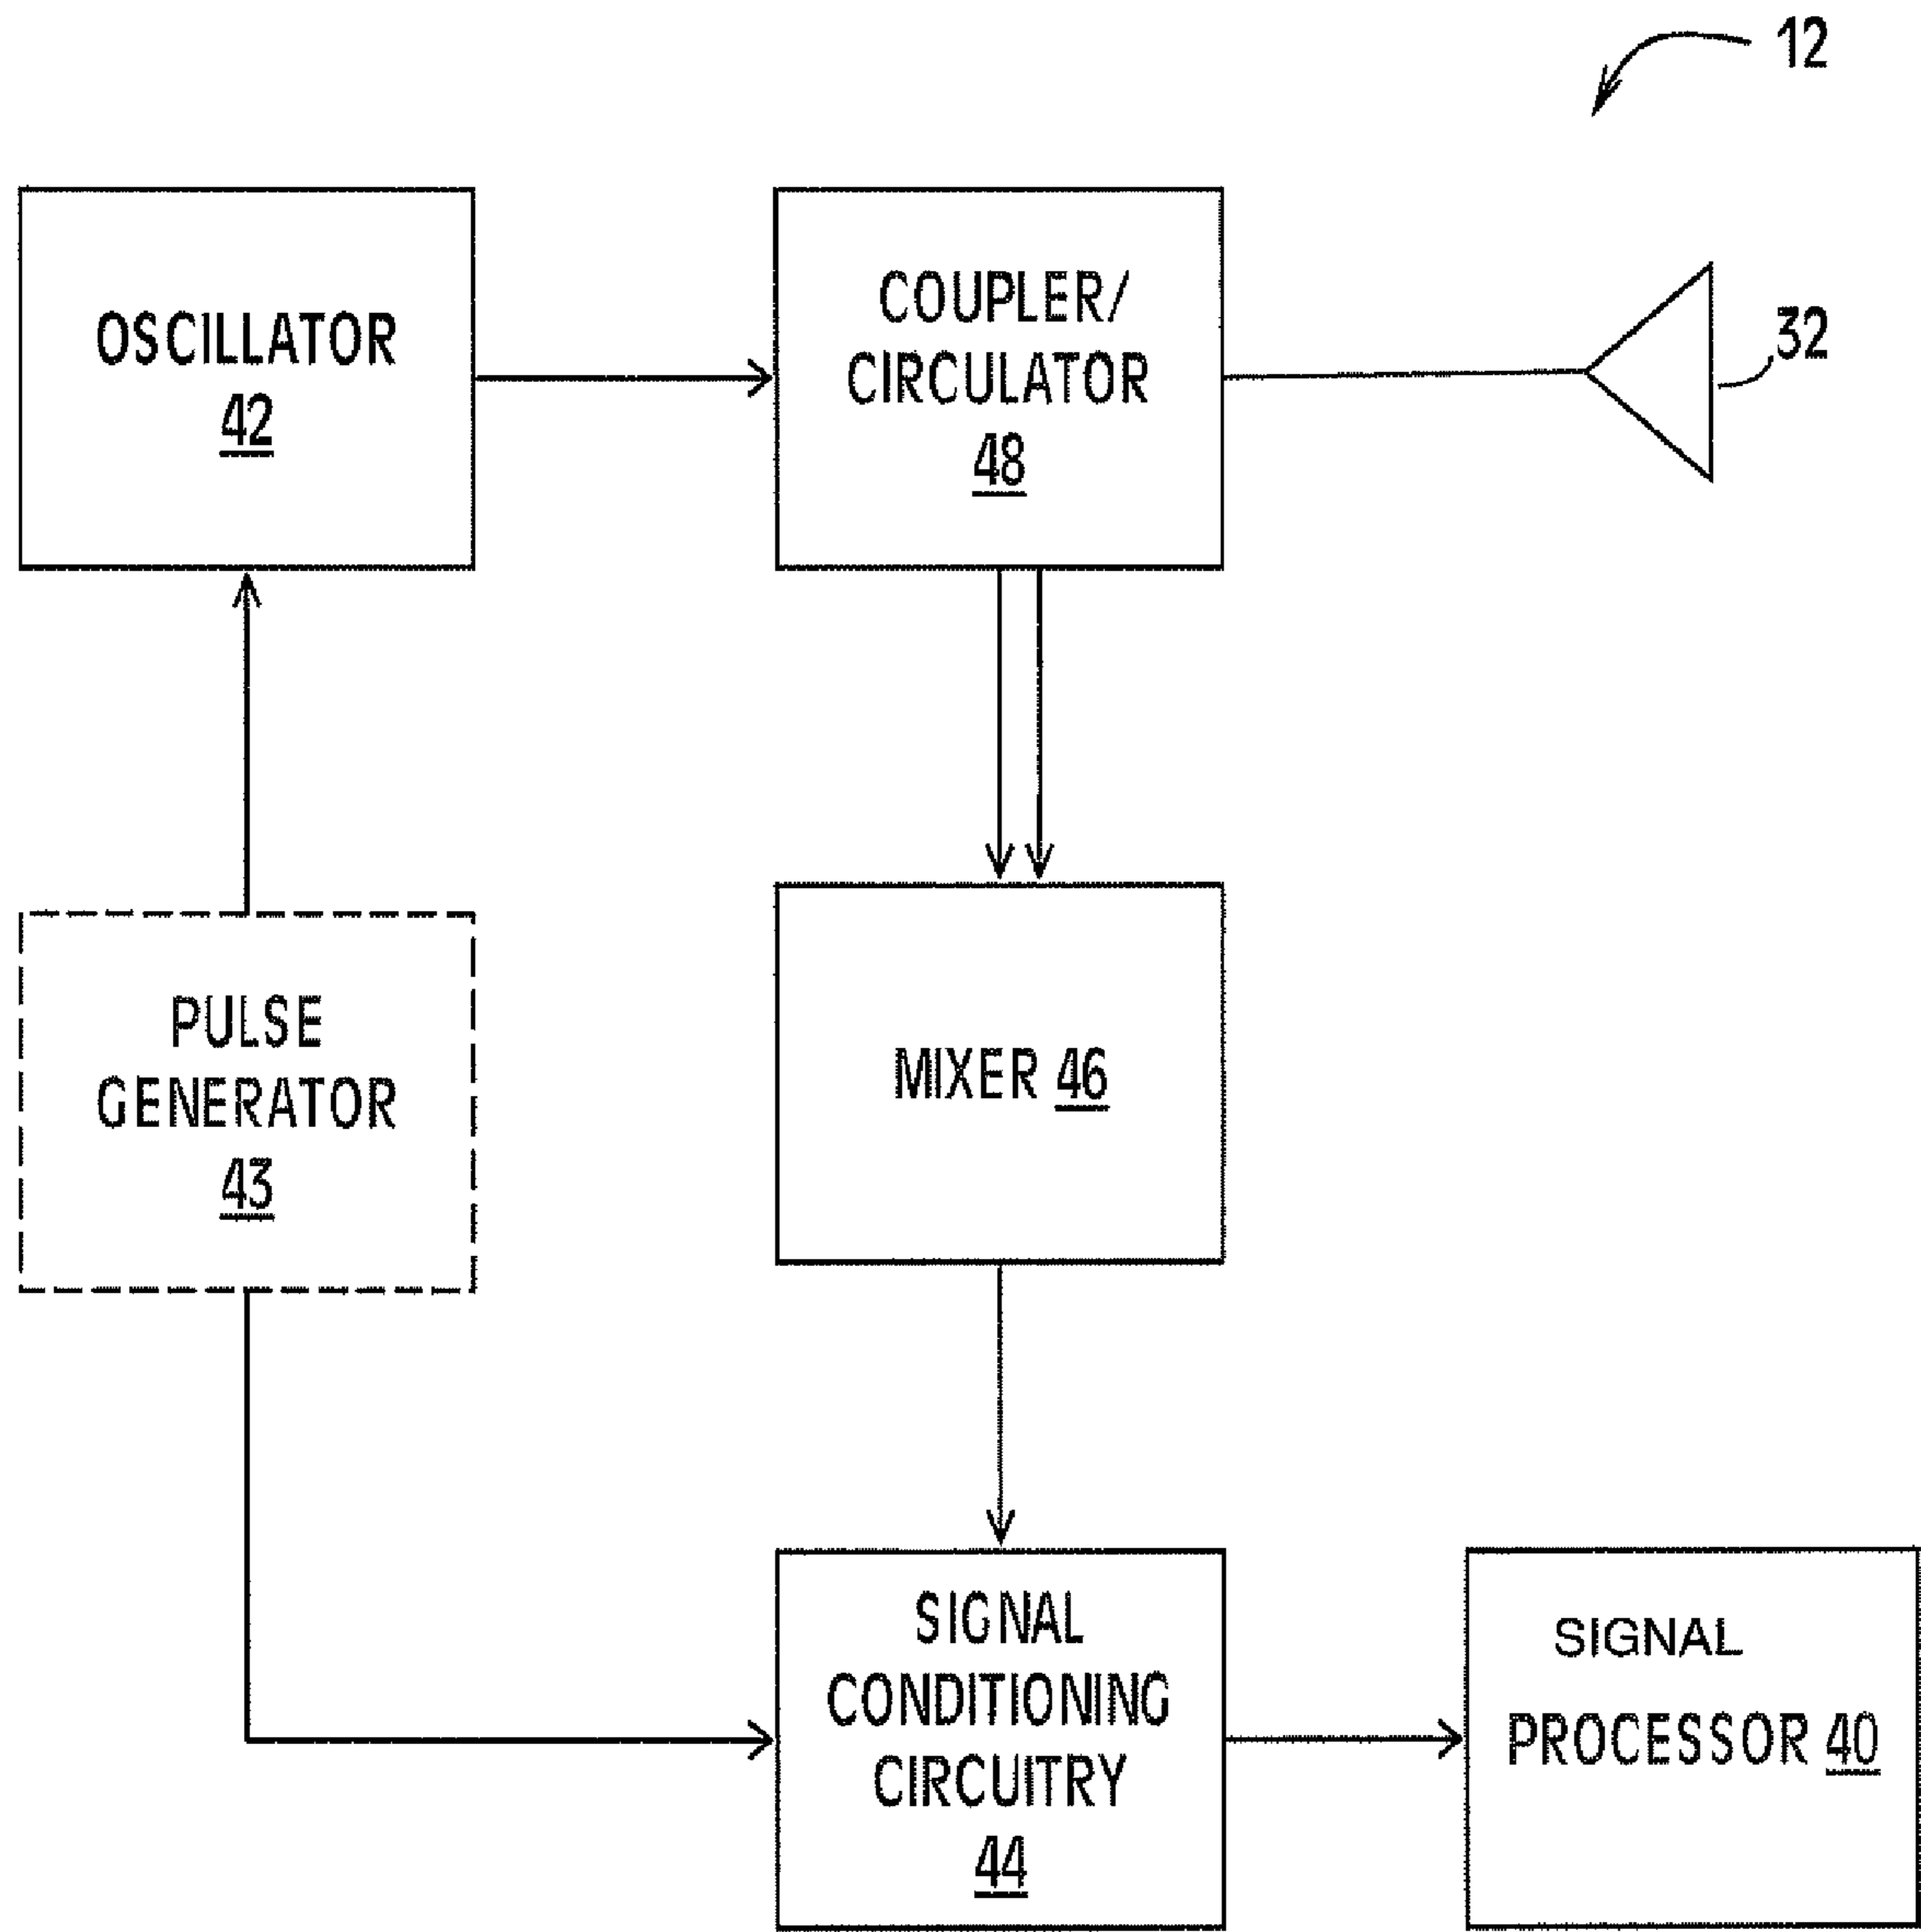 12
OSCILLATOR
42
COUPLER/
CIRCULATOR
48
32
PULSE
GENERATOR
43
MIXER 46
SIGNAL
CONDITIONING
CIRCUITRY
44
SIGNAL
PROCESSOR 40